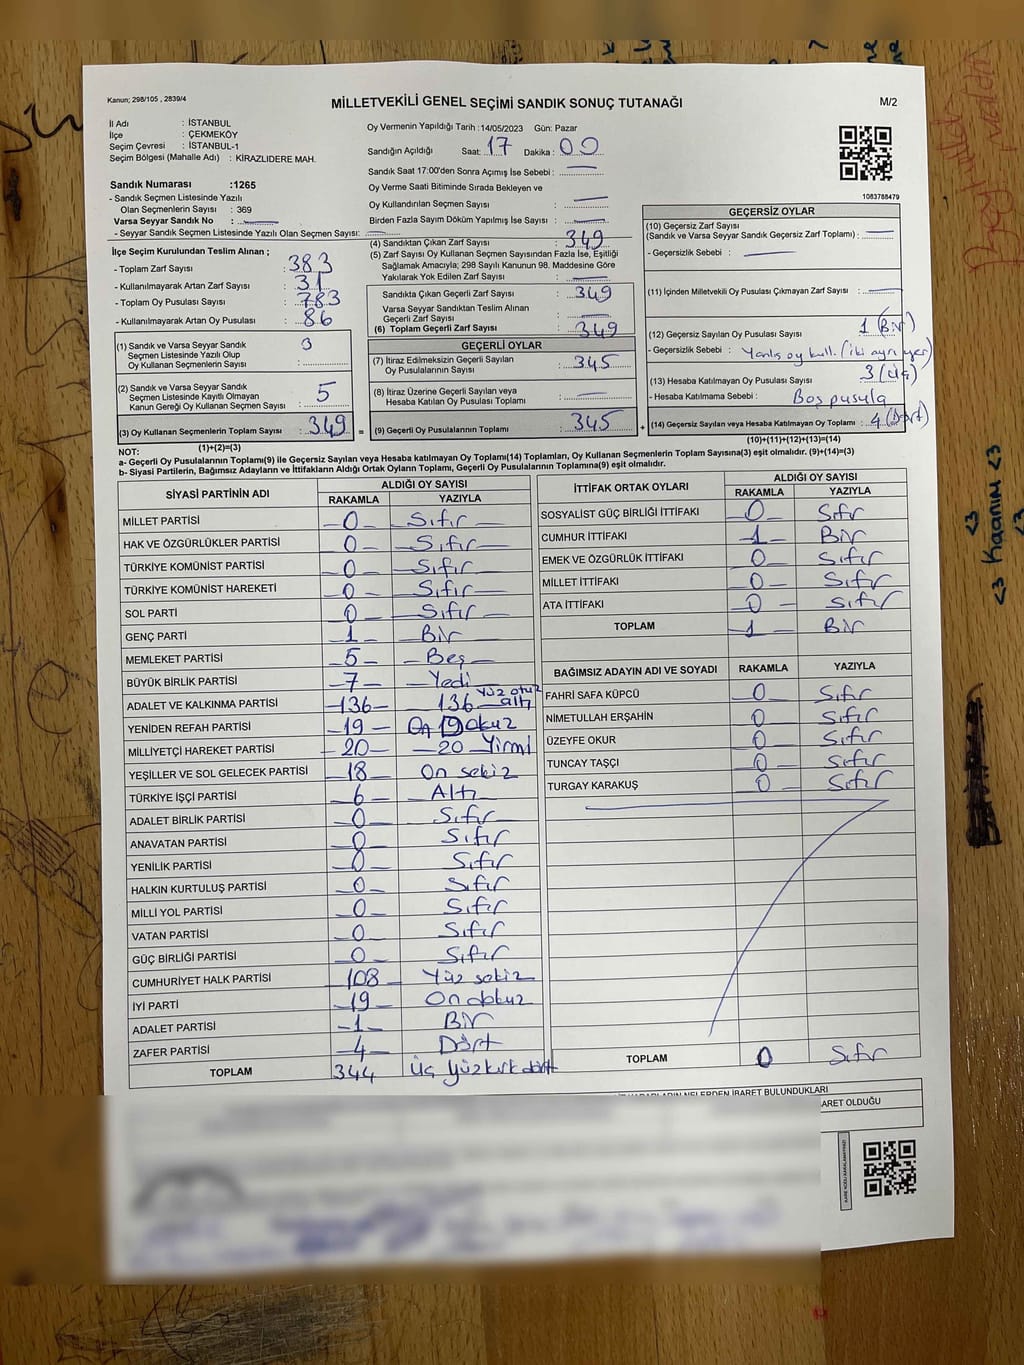 Kanun; 298/105 , 2839/4
MİLLETVEKİLİ GENEL SEÇİMİ SANDIK SONUÇ TUTANAĞI
M/2
İl Adı : İSTANBUL
İlçe : ÇEKMEKÖY
Seçim Çevresi : İSTANBUL-1
Seçim Bölgesi (Mahalle Adı) : KİRAZLIDERE MAH.
Sandık Numarası :1265
- Sandık Seçmen Listesinde Yazılı
Olan Seçmenlerin Sayısı : 369
Varsa Seyyar Sandık No :
- Seyyar Sandık Seçmen Listesinde Yazılı Olan Seçmen Sayısı:
Oy Vermenin Yapıldığı Tarih :14/05/2023 Gün: Pazar
Sandığın Açıldığı Saat: 17 Dakika : 00
Sandık Saat 17:00'den Sonra Açımış İse Sebebi :
Oy Verme Saati Bitiminde Sırada Bekleyen ve
Oy Kullandırılan Seçmen Sayısı :
Birden Fazla Sayım Döküm Yapılmış İse Sayısı :
1083788479
İlçe Seçim Kurulundan Teslim Alınan ;
- Toplam Zarf Sayısı : 383
- Kullanılmayarak Artan Zarf Sayısı : 31
- Toplam Oy Pusulası Sayısı : 783
- Kullanılmayarak Artan Oy Pusulası : 86
(1) Sandık ve Varsa Seyyar Sandık
Seçmen Listesinde Yazılı Olup
Oy Kullanan Seçmenlerin Sayısı :
(2) Sandık ve Varsa Seyyar Sandık
Seçmen Listesinde Kayıtlı Olmayan
Kanun Gereği Oy Kullanan Seçmen Sayısı : 5
(3) Oy Kullanan Seçmenlerin Toplam Sayısı : 349
(4) Sandıktan Çıkan Zarf Sayısı : 349
(5) Zarf Sayısı Oy Kullanan Seçmen Sayısından Fazla İse, Eşitliği
Sağlamak Amacıyla; 298 Sayılı Kanunun 98. Maddesine Göre
Yakılarak Yok Edilen Zarf Sayısı :
Sandıkta Çıkan Geçerli Zarf Sayısı : 349
Varsa Seyyar Sandıktan Teslim Alınan
Geçerli Zarf Sayısı :
(6) Toplam Geçerli Zarf Sayısı : 349
GEÇERLİ OYLAR
(7) İtiraz Edilmeksizin Geçerli Sayılan
Oy Pusulasının Sayısı : 345
(8) İtiraz Üzerine Geçerli Sayılan veya
Hesaba Katılan Oy Pusulası Toplamı :
= (9) Geçerli Oy Pusulalarının Toplamı : 345 +
GEÇERSİZ OYLAR
(10) Geçersiz Zarf Sayısı
(Sandık ve Varsa Seyyar Sandık Geçersiz Zarf Toplamı) :
- Geçersizlik Sebebi :
(11) İçinden Milletvekili Oy Pusulası Çıkmayan Zarf Sayısı :
(12) Geçersiz Sayılan Oy Pusulası Sayısı : 1 (Bir)
- Geçersizlik Sebebi : Yanlış oy kull. (iki ayrı yer)
(13) Hesaba Katılmayan Oy Pusulası Sayısı : 3 (Üç)
- Hesaba Katılmama Sebebi : Boş pusula
(14) Geçersiz Sayılan veya Hesaba Katılmayan Oy Toplamı : 4 (Dört)
NOT: (1)+(2)=(3)
(10)+(11)+(12)+(13)=(14)
a- Geçerli Oy Pusulalarının Toplamı(9) ile Geçersiz Sayılan veya Hesaba katılmayan Oy Toplamı(14) Toplamları, Oy Kullanan Seçmenlerin Toplam Sayısına(3) eşit olmalıdır. (9)+(14)=(3)
b- Siyasi Partilerin, Bağımsız Adayların ve İttifakların Aldığı Ortak Oyların Toplamı, Geçerli Oy Pusulalarının Toplamına(9) eşit olmalıdır.
SİYASİ PARTİNİN ADI ALDIĞI OY SAYISI
RAKAMLA YAZIYLA
MİLLET PARTİSİ 0 Sıfır
HAK VE ÖZGÜRLÜKLER PARTİSİ 0 Sıfır
TÜRKİYE KOMÜNİST PARTİSİ 0 Sıfır
TÜRKİYE KOMÜNİST HAREKETİ 0 Sıfır
SOL PARTİ 0 Sıfır
GENÇ PARTİ 1 Bir
MEMLEKET PARTİSİ 5 Beş
BÜYÜK BİRLİK PARTİSİ 7 Yedi
ADALET VE KALKINMA PARTİSİ 136 136 Yüz otuz altı
YENİDEN REFAH PARTİSİ 19 On 19 dokuz
MİLLİYETÇİ HAREKET PARTİSİ 20 20 Yirmi
YEŞİLLER VE SOL GELECEK PARTİSİ 18 On sekiz
TÜRKİYE İŞÇİ PARTİSİ 6 Altı
ADALET BİRLİK PARTİSİ 0 Sıfır
ANAVATAN PARTİSİ 0 Sıfır
YENİLİK PARTİSİ 0 Sıfır
HALKIN KURTULUŞ PARTİSİ 0 Sıfır
MİLLİ YOL PARTİSİ 0 Sıfır
VATAN PARTİSİ 0 Sıfır
GÜÇ BİRLİĞİ PARTİSİ 0 Sıfır
CUMHURİYET HALK PARTİSİ 108 Yüz sekiz
İYİ PARTİ 19 On dokuz
ADALET PARTİSİ 1 Bir
ZAFER PARTİSİ 4 Dört
TOPLAM 344 Üç yüz kırk dört
İTTİFAK ORTAK OYLARI ALDIĞI OY SAYISI
RAKAMLA YAZIYLA
SOSYALİST GÜÇ BİRLİĞİ İTTİFAKI 0 Sıfır
CUMHUR İTTİFAKI 1 Bir
EMEK VE ÖZGÜRLÜK İTTİFAKI 0 Sıfır
MİLLET İTTİFAKI 0 Sıfır
ATA İTTİFAKI 0 Sıfır
TOPLAM 1 Bir
BAĞIMSIZ ADAYIN ADI VE SOYADI RAKAMLA YAZIYLA
FAHRİ SAFA KÜPCÜ 0 Sıfır
NİMETULLAH ERŞAHİN 0 Sıfır
ÜZEYFE OKUR 0 Sıfır
TUNCAY TAŞÇI 0 Sıfır
TURGAY KARAKUŞ 0 Sıfır
TOPLAM 0 Sıfır
NELERDEN İBARET BULUNDUKLARI
ARET OLDUĞU
<3 Kaanım <3